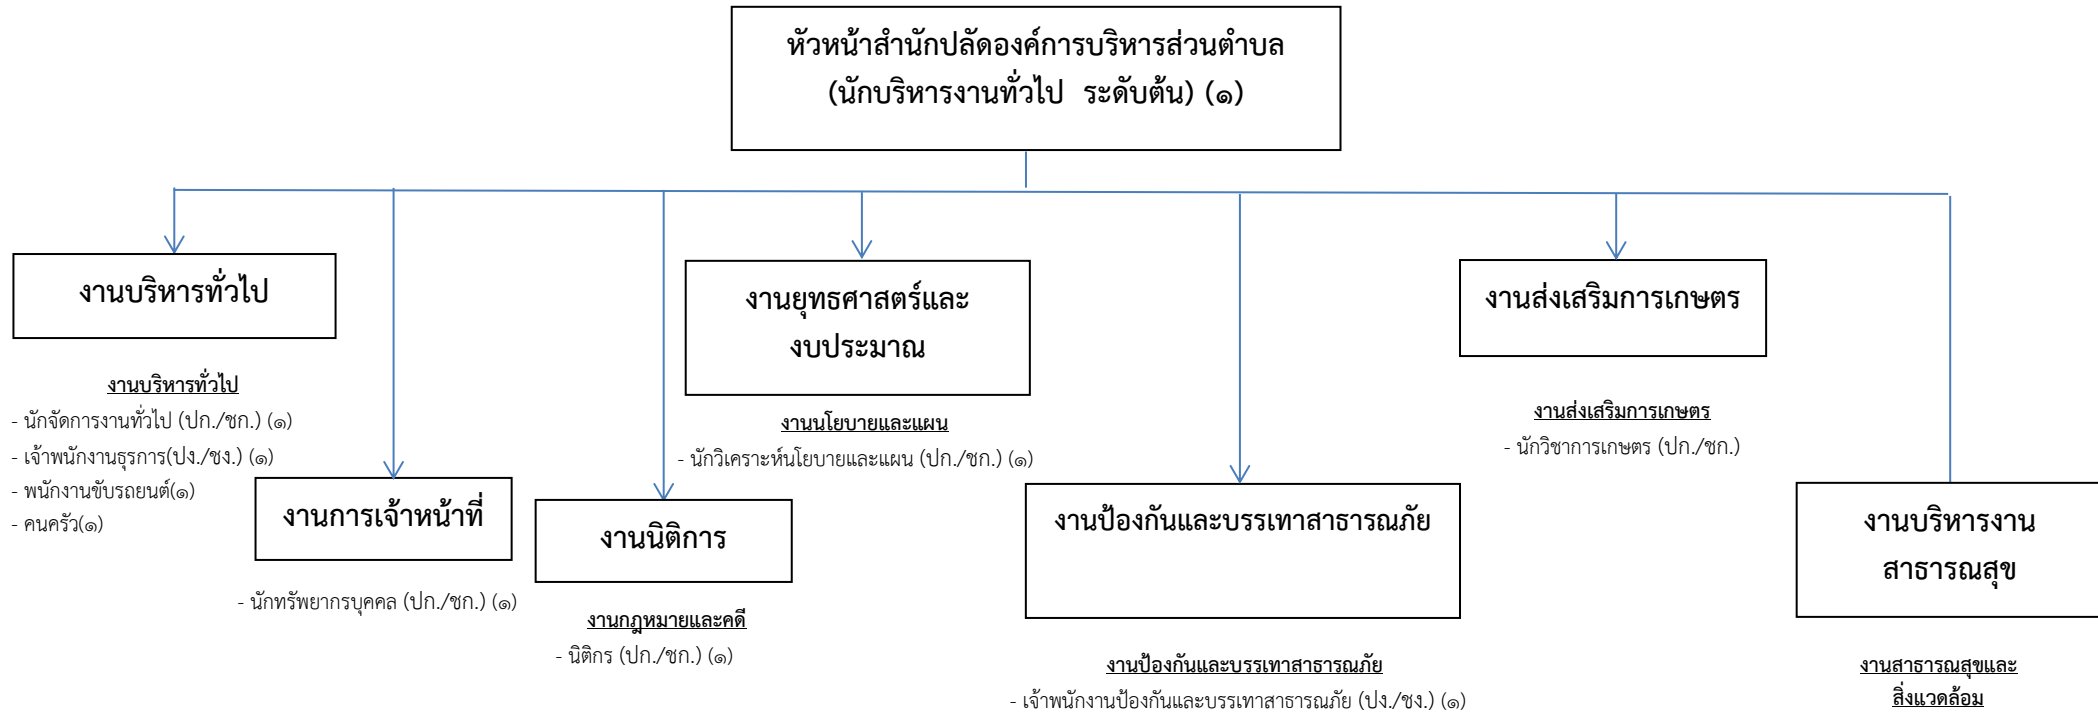 หัวหน้าสำนักปลัดองค์การบริหารส่วนตำบล
(นักบริหารงานทั่วไป ระดับต้น) (๑)
งานบริหารทั่วไป
งานบริหารทั่วไป
- นักจัดการงานทั่วไป (ปก./ชก.) (๑)
- เจ้าพนักงานธุรการ(ปง./ชง.) (๑)
- พนักงานขับรถยนต์(๑)
- คนครัว(๑)
งานการเจ้าหน้าที่
- นักทรัพยากรบุคคล (ปก./ชก.) (๑)
งานนิติการ
งานกฎหมายและคดี
- นิติกร (ปก./ชก.) (๑)
งานยุทธศาสตร์และ
งบประมาณ
งานนโยบายและแผน
- นักวิเคราะห์นโยบายและแผน (ปก./ชก.) (๑)
งานป้องกันและบรรเทาสาธารณภัย
งานป้องกันและบรรเทาสาธารณภัย
- เจ้าพนักงานป้องกันและบรรเทาสาธารณภัย (ปง./ชง.) (๑)
งานส่งเสริมการเกษตร
งานส่งเสริมการเกษตร
- นักวิชาการเกษตร (ปก./ชก.)
งานบริหารงาน
สาธารณสุข
งานสาธารณสุขและ
สิ่งแวดล้อม